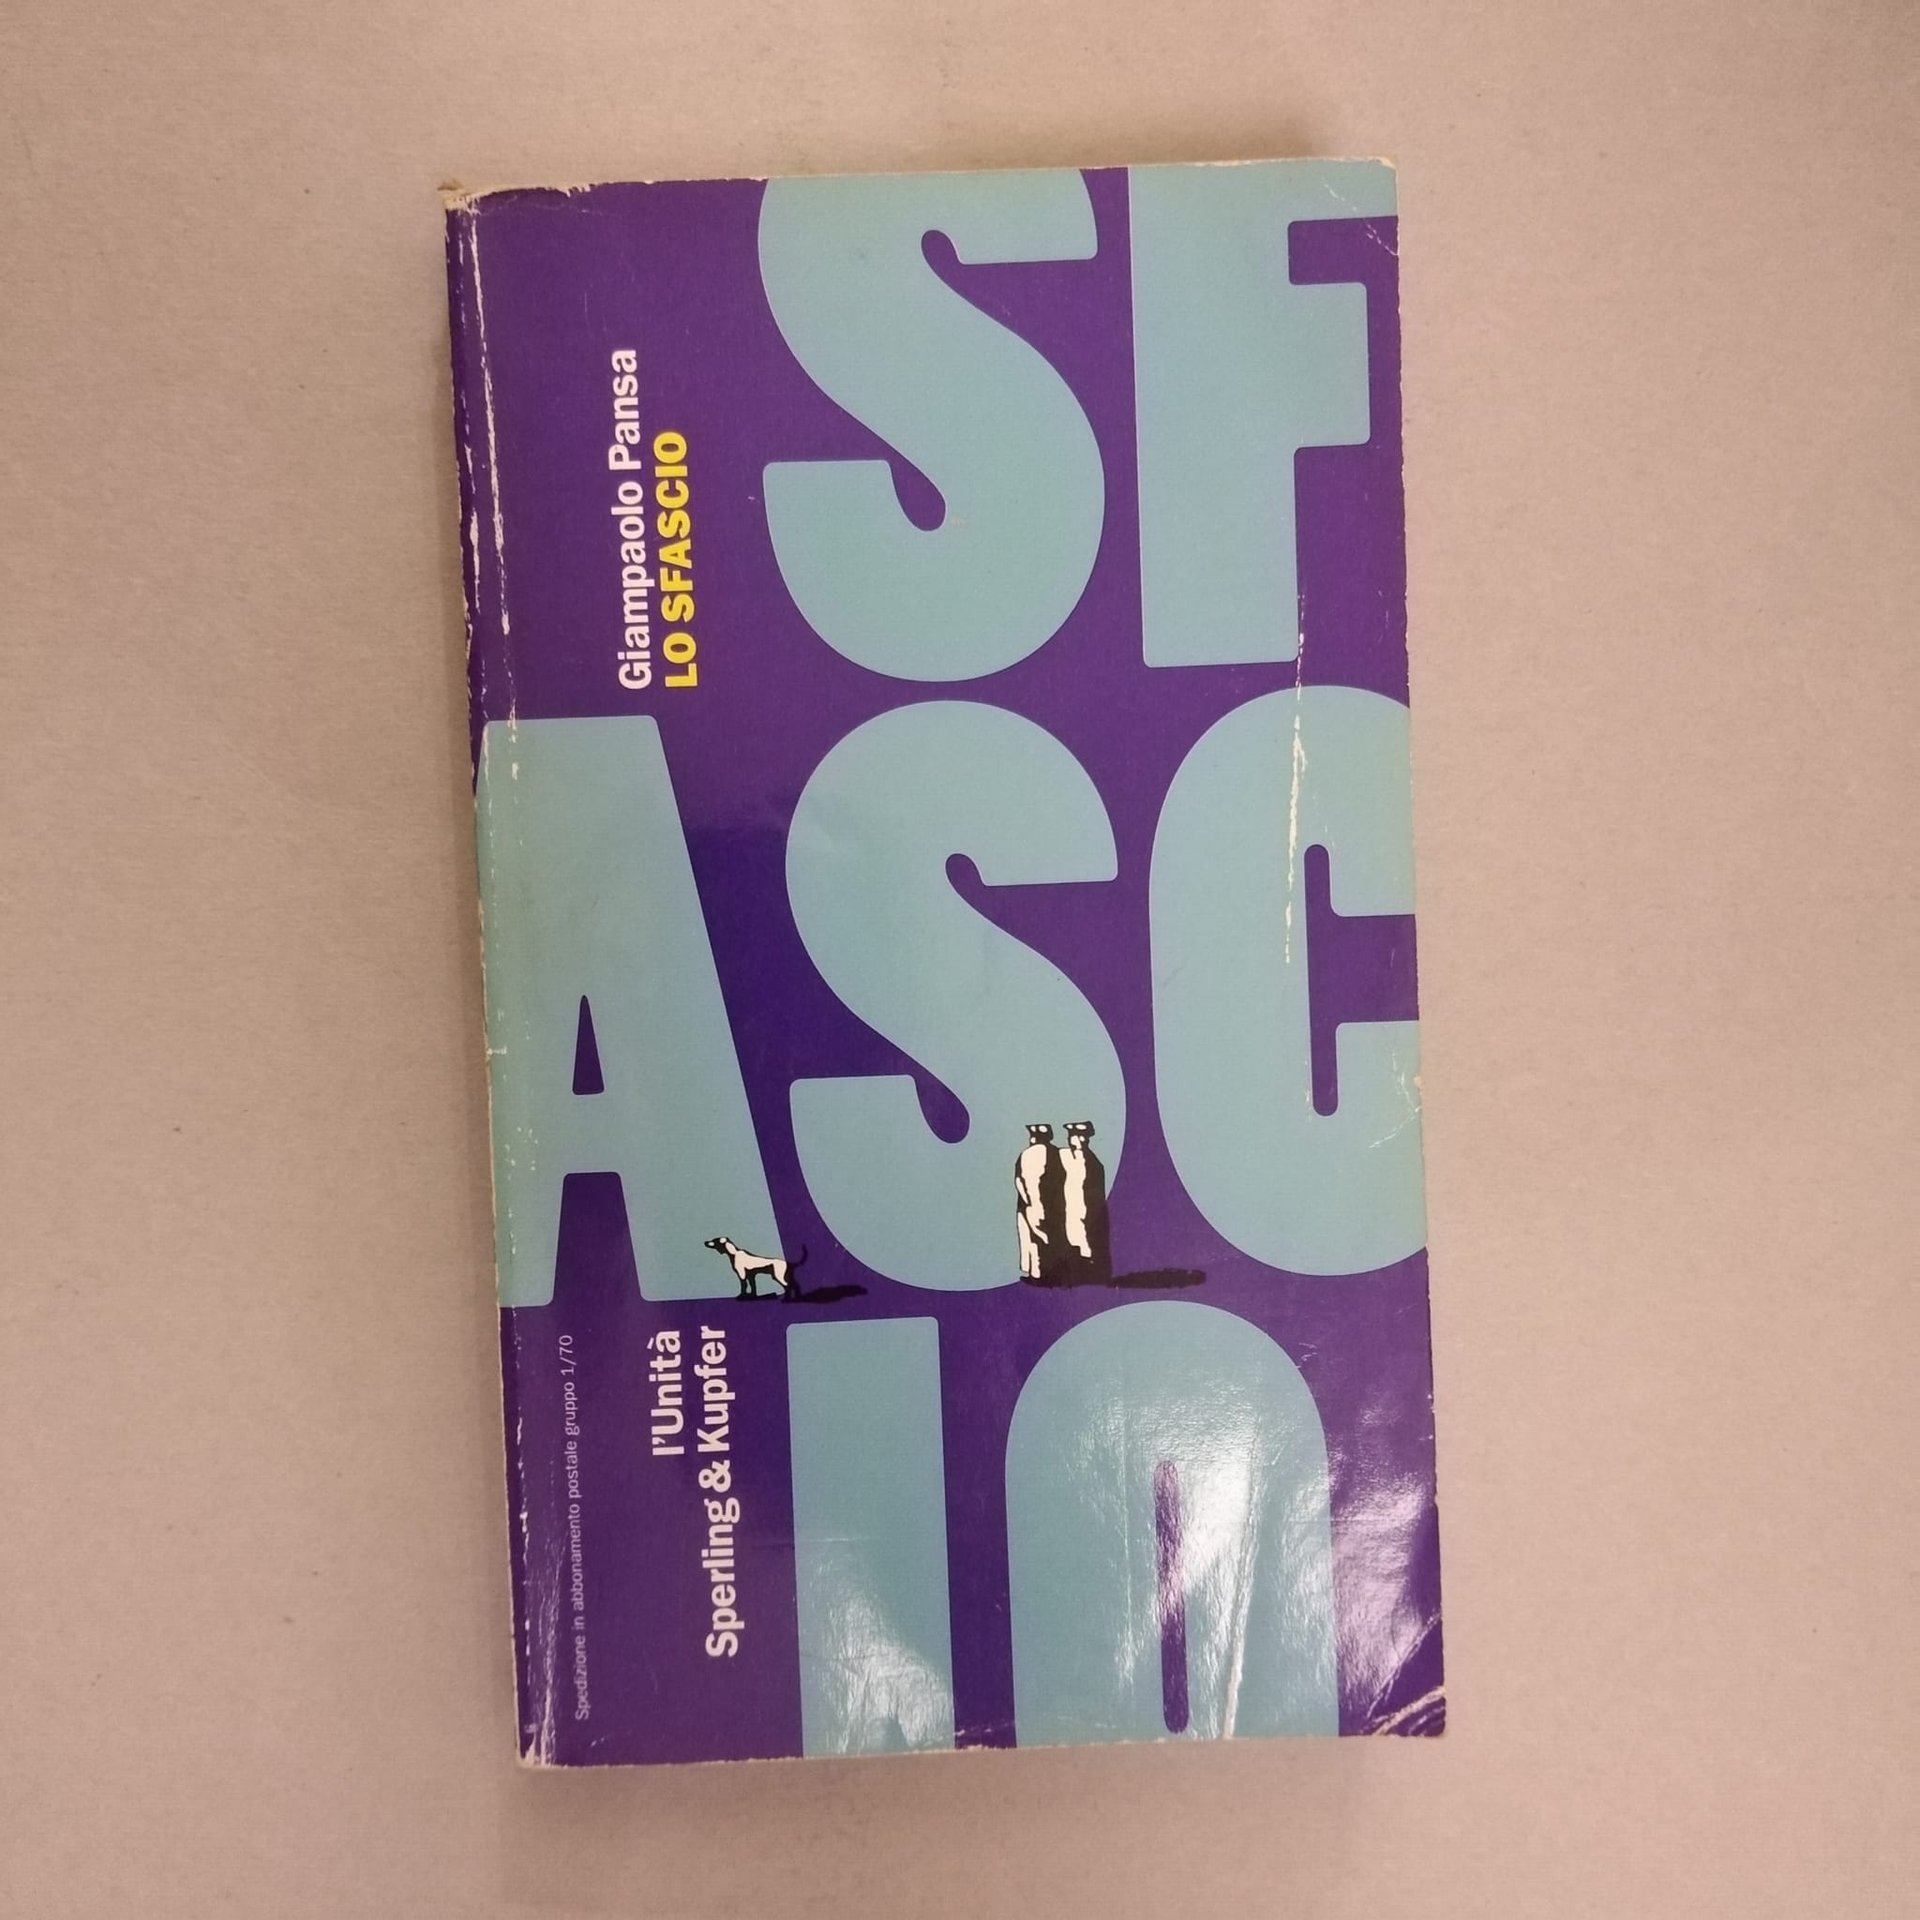 Giampaolo Pansa
LO SFASCIO
SF
ASC
IO
l'Unità
Sperling & Kupfer
Spedizione in abbonamento postale gruppo 1/70